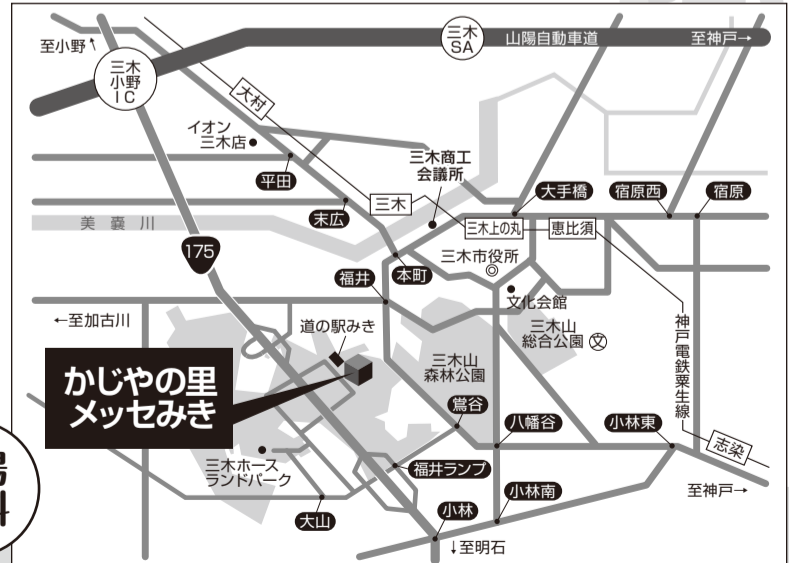 至小野↑
三木
小野
IC
三木
SA
山陽自動車道
至神戸→
大村
イオン
三木店
平田
三木商工
会議所
末広
三木
大手橋
宿原西
宿原
美嚢川
三木上の丸
恵比須
175
本町
三木市役所
福井
文化会館
←至加古川
道の駅みき
三木山
総合公園
文
神戸電鉄粟生線
かじやの里
メッセみき
三木山
森林公園
鶯谷
八幡谷
小林東
志染
三木ホース
ランドパーク
福井ランプ
至神戸→
大山
小林
小林南
↓至明石